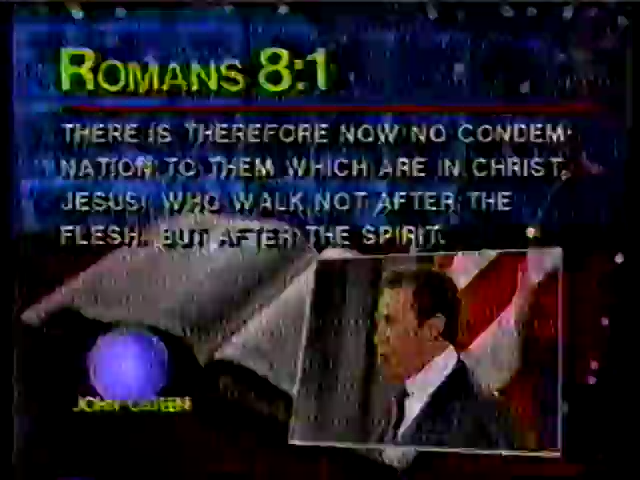 ROMANS 8:1
THERE IS THEREFORE NOW NO CONDEM-
NATION TO THEM WHICH ARE IN CHRIST
JESUS, WHO WALK NOT AFTER THE
FLESH, BUT AFTER THE SPIRIT.
JOHN